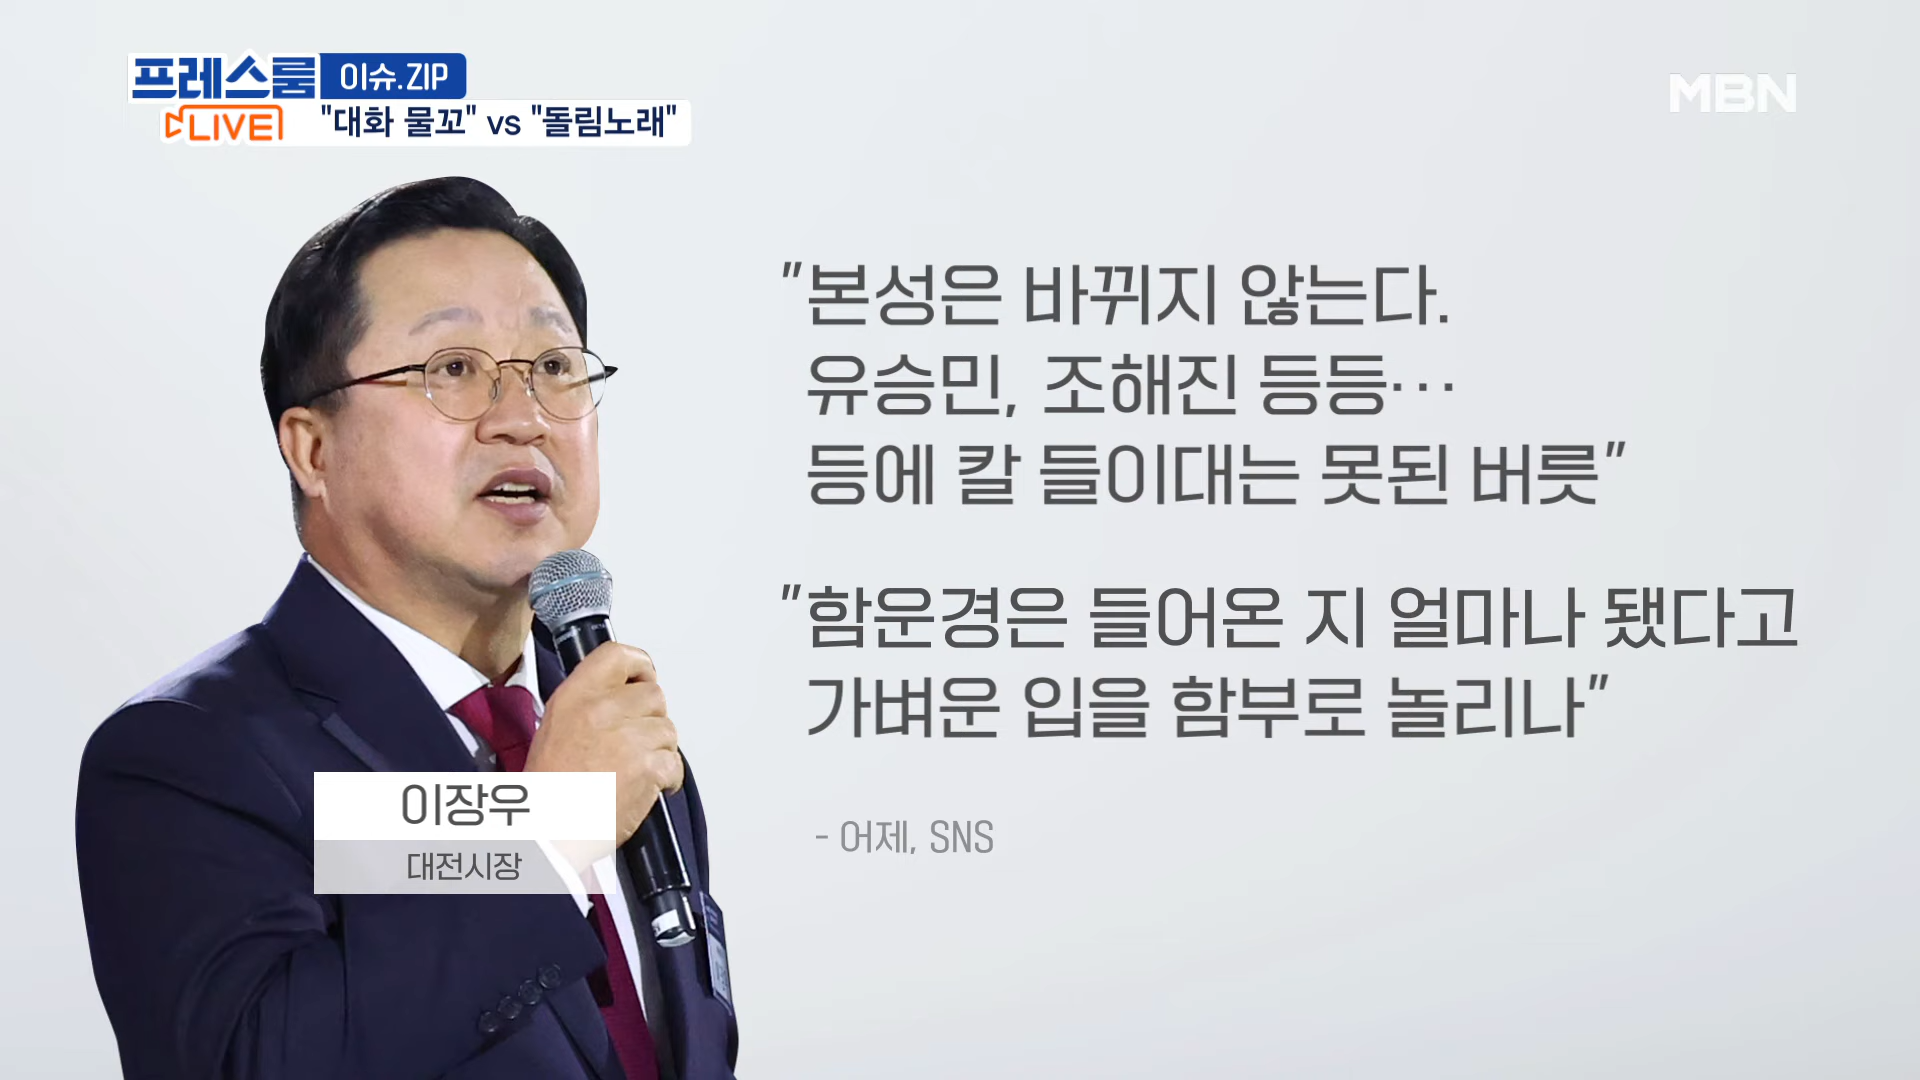 프레스룸 이슈.ZIP
LIVE "대화 물꼬" vs "돌림노래"
MBN
"본성은 바뀌지 않는다.
유승민, 조해진 등등···
등에 칼 들이대는 못된 버릇"
"함운경은 들어온 지 얼마나 됐다고
가벼운 입을 함부로 놀리나"
- 어제, SNS
이장우
대전시장